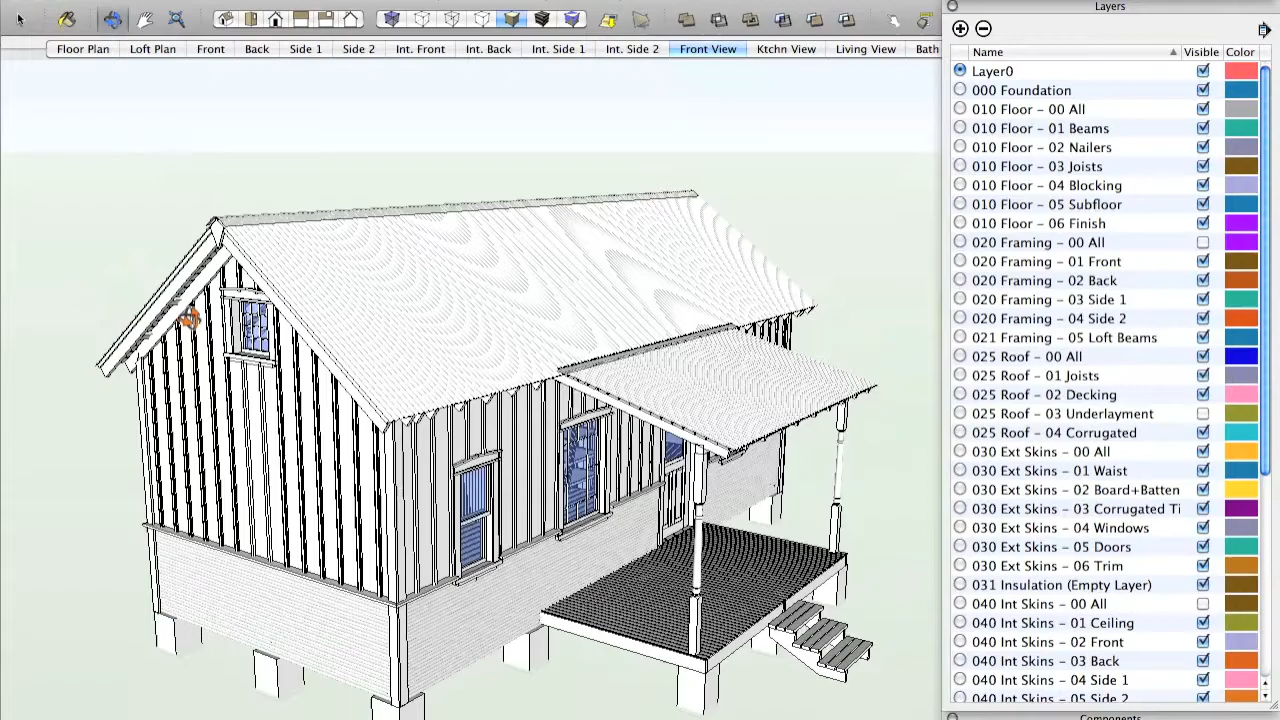 Layers
Floor Plan
Loft Plan
Front
Back
Side 1
Side 2
Int. Front
Int. Back
Int. Side 1
Int. Side 2
Front View
Ktchn View
Living View
Bath
Name
Visible
Color
Layer0
000 Foundation
010 Floor – 00 All
010 Floor – 01 Beams
010 Floor – 02 Nailers
010 Floor – 03 Joists
010 Floor – 04 Blocking
010 Floor – 05 Subfloor
010 Floor – 06 Finish
020 Framing – 00 All
020 Framing – 01 Front
020 Framing – 02 Back
020 Framing – 03 Side 1
020 Framing – 04 Side 2
021 Framing – 05 Loft Beams
025 Roof – 00 All
025 Roof – 01 Joists
025 Roof – 02 Decking
025 Roof – 03 Underlayment
025 Roof – 04 Corrugated
030 Ext Skins – 00 All
030 Ext Skins – 01 Waist
030 Ext Skins – 02 Board+Batten
030 Ext Skins – 03 Corrugated Ti
030 Ext Skins – 04 Windows
030 Ext Skins – 05 Doors
030 Ext Skins – 06 Trim
031 Insulation (Empty Layer)
040 Int Skins – 00 All
040 Int Skins – 01 Ceiling
040 Int Skins – 02 Front
040 Int Skins – 03 Back
040 Int Skins – 04 Side 1
040 Int Skins – 05 Side 2
Components